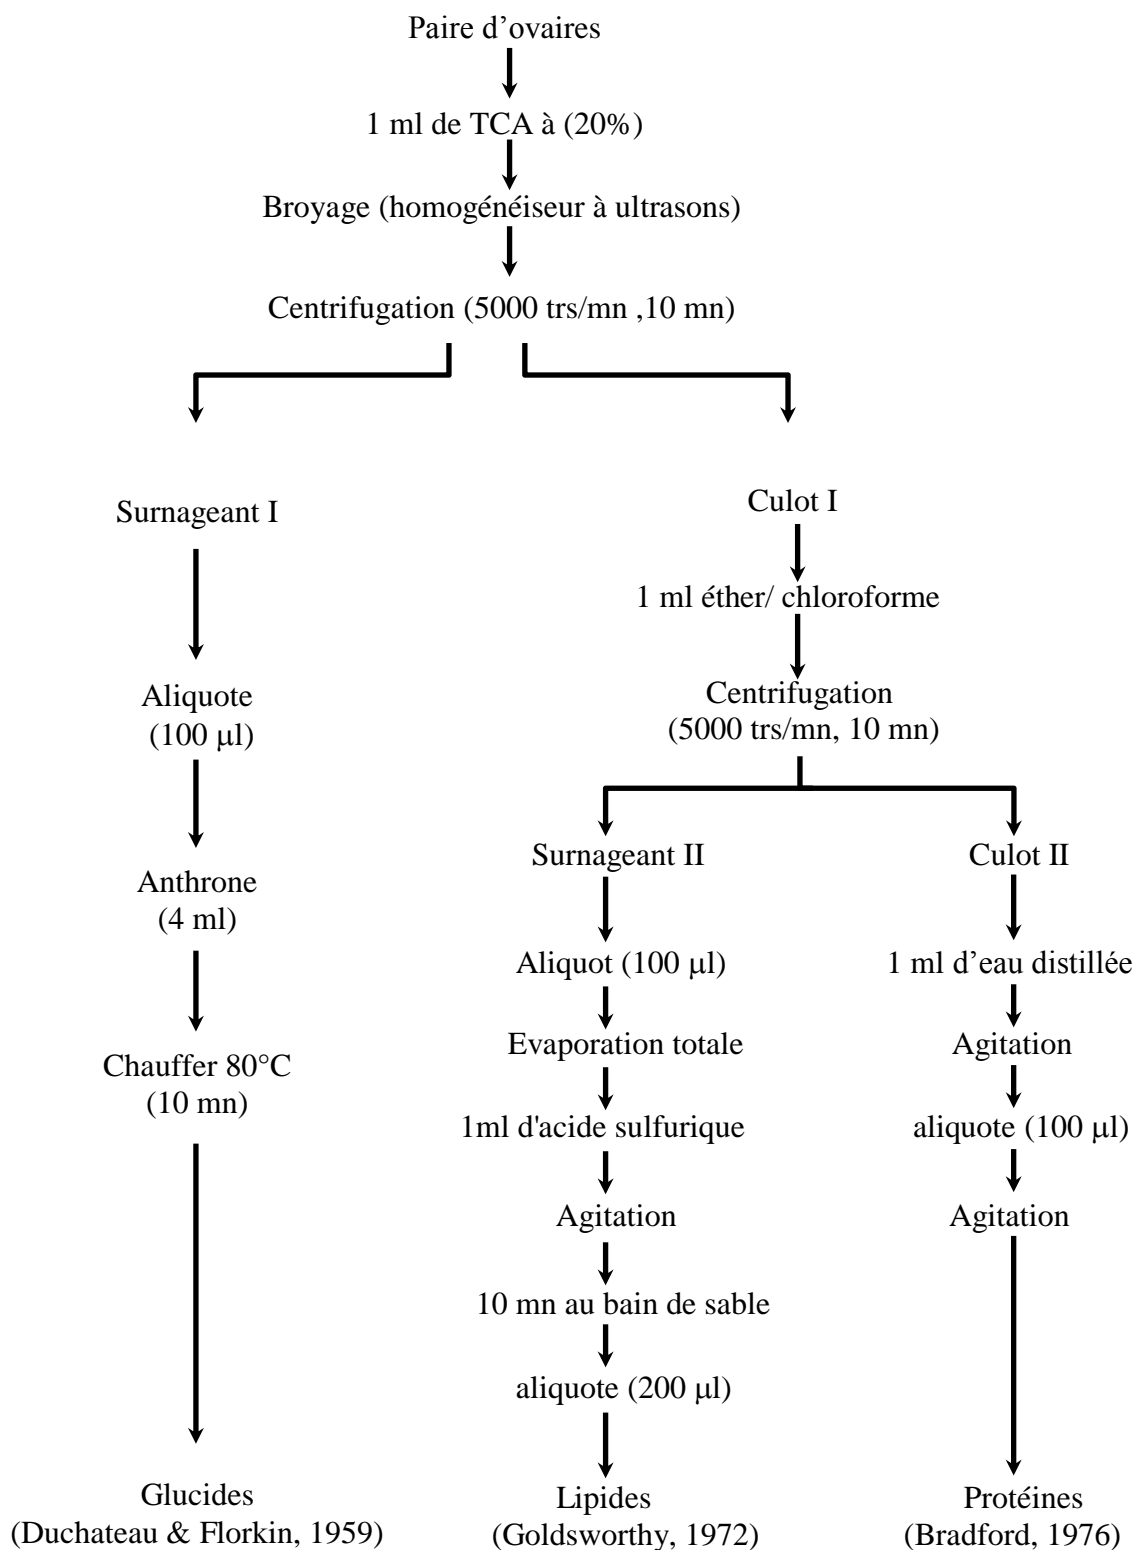 Paire d’ovaires
1 ml de TCA à (20%)
Broyage (homogénéiseur à ultrasons)
Centrifugation (5000 trs/mn ,10 mn)
Surnageant I
Aliquote
(100 µl)
Anthrone
(4 ml)
Chauffer 80°C
(10 mn)
Glucides
(Duchateau & Florkin, 1959)
Culot I
1 ml éther/ chloroforme
Centrifugation
(5000 trs/mn, 10 mn)
Surnageant II
Aliquot (100 µl)
Evaporation totale
1ml d'acide sulfurique
Agitation
10 mn au bain de sable
aliquote (200 µl)
Lipides
(Goldsworthy, 1972)
Culot II
1 ml d’eau distillée
Agitation
aliquote (100 µl)
Agitation
Protéines
(Bradford, 1976)